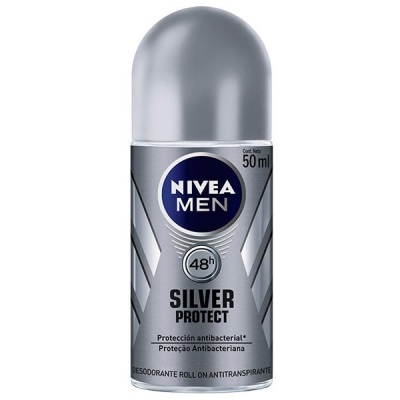 Cont. Neto
50 ml
NIVEA
MEN
48h
SILVER
PROTECT
Protección antibacterial*
Proteção Antibacteriana
DESODORANTE ROLL ON ANTITRANSPIRANTE